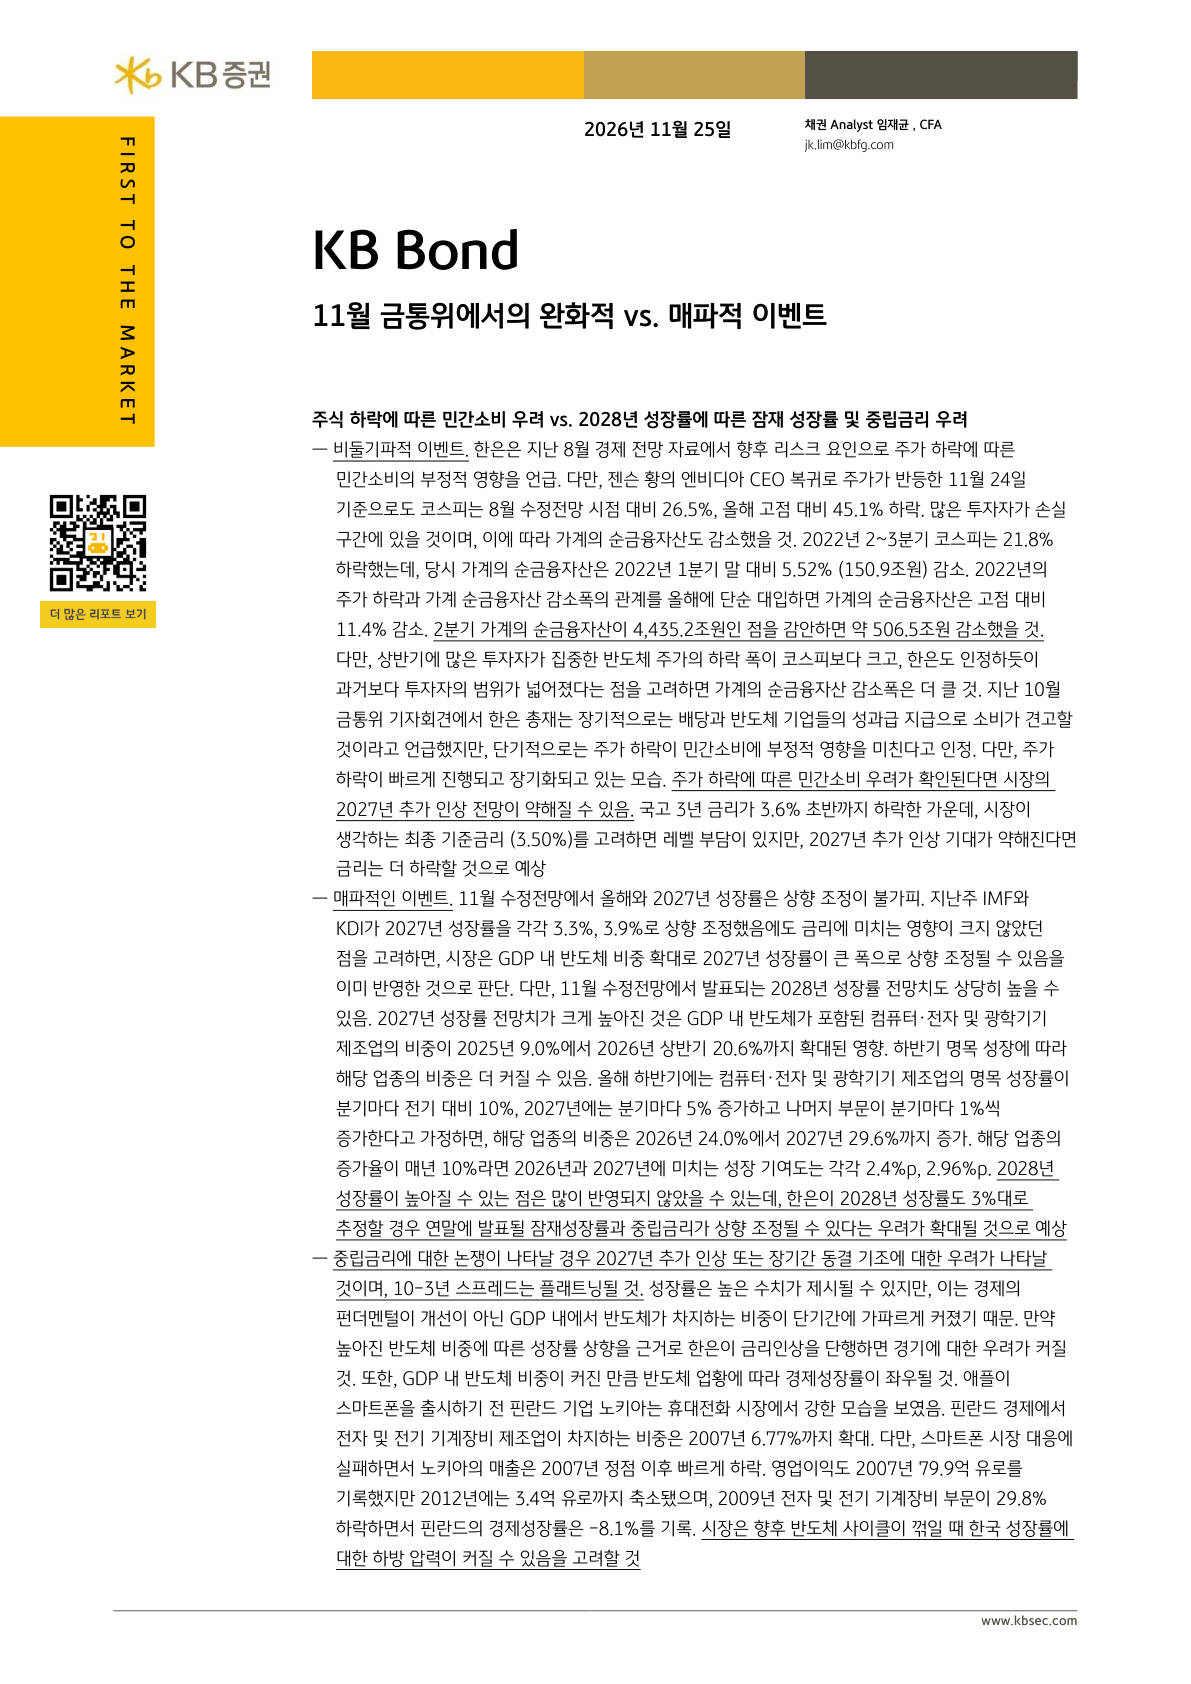 KB증권
2026년 11월 25일
채권 Analyst 임재균 , CFA
jk.lim@kbfg.com
FIRST TO THE MARKET
더 많은 리포트 보기
KB Bond
11월 금통위에서의 완화적 vs. 매파적 이벤트
주식 하락에 따른 민간소비 우려 vs. 2028년 성장률에 따른 잠재 성장률 및 중립금리 우려
— 비둘기파적 이벤트. 한은은 지난 8월 경제 전망 자료에서 향후 리스크 요인으로 주가 하락에 따른
민간소비의 부정적 영향을 언급. 다만, 젠슨 황의 엔비디아 CEO 복귀로 주가가 반등한 11월 24일
기준으로도 코스피는 8월 수정전망 시점 대비 26.5%, 올해 고점 대비 45.1% 하락. 많은 투자자가 손실
구간에 있을 것이며, 이에 따라 가계의 순금융자산도 감소했을 것. 2022년 2~3분기 코스피는 21.8%
하락했는데, 당시 가계의 순금융자산은 2022년 1분기 말 대비 5.52% (150.9조원) 감소. 2022년의
주가 하락과 가계 순금융자산 감소폭의 관계를 올해에 단순 대입하면 가계의 순금융자산은 고점 대비
11.4% 감소. 2분기 가계의 순금융자산이 4,435.2조원인 점을 감안하면 약 506.5조원 감소했을 것.
다만, 상반기에 많은 투자자가 집중한 반도체 주가의 하락 폭이 코스피보다 크고, 한은도 인정하듯이
과거보다 투자자의 범위가 넓어졌다는 점을 고려하면 가계의 순금융자산 감소폭은 더 클 것. 지난 10월
금통위 기자회견에서 한은 총재는 장기적으로는 배당과 반도체 기업들의 성과급 지급으로 소비가 견고할
것이라고 언급했지만, 단기적으로는 주가 하락이 민간소비에 부정적 영향을 미친다고 인정. 다만, 주가
하락이 빠르게 진행되고 장기화되고 있는 모습. 주가 하락에 따른 민간소비 우려가 확인된다면 시장의
2027년 추가 인상 전망이 약해질 수 있음. 국고 3년 금리가 3.6% 초반까지 하락한 가운데, 시장이
생각하는 최종 기준금리 (3.50%)를 고려하면 레벨 부담이 있지만, 2027년 추가 인상 기대가 약해진다면
금리는 더 하락할 것으로 예상
— 매파적인 이벤트. 11월 수정전망에서 올해와 2027년 성장률은 상향 조정이 불가피. 지난주 IMF와
KDI가 2027년 성장률을 각각 3.3%, 3.9%로 상향 조정했음에도 금리에 미치는 영향이 크지 않았던
점을 고려하면, 시장은 GDP 내 반도체 비중 확대로 2027년 성장률이 큰 폭으로 상향 조정될 수 있음을
이미 반영한 것으로 판단. 다만, 11월 수정전망에서 발표되는 2028년 성장률 전망치도 상당히 높을 수
있음. 2027년 성장률 전망치가 크게 높아진 것은 GDP 내 반도체가 포함된 컴퓨터·전자 및 광학기기
제조업의 비중이 2025년 9.0%에서 2026년 상반기 20.6%까지 확대된 영향. 하반기 명목 성장에 따라
해당 업종의 비중은 더 커질 수 있음. 올해 하반기에는 컴퓨터·전자 및 광학기기 제조업의 명목 성장률이
분기마다 전기 대비 10%, 2027년에는 분기마다 5% 증가하고 나머지 부문이 분기마다 1%씩
증가한다고 가정하면, 해당 업종의 비중은 2026년 24.0%에서 2027년 29.6%까지 증가. 해당 업종의
증가율이 매년 10%라면 2026년과 2027년에 미치는 성장 기여도는 각각 2.4%p, 2.96%p. 2028년
성장률이 높아질 수 있는 점은 많이 반영되지 않았을 수 있는데, 한은이 2028년 성장률도 3%대로
추정할 경우 연말에 발표될 잠재성장률과 중립금리가 상향 조정될 수 있다는 우려가 확대될 것으로 예상
— 중립금리에 대한 논쟁이 나타날 경우 2027년 추가 인상 또는 장기간 동결 기조에 대한 우려가 나타날
것이며, 10-3년 스프레드는 플래트닝될 것. 성장률은 높은 수치가 제시될 수 있지만, 이는 경제의
펀더멘털이 개선이 아닌 GDP 내에서 반도체가 차지하는 비중이 단기간에 가파르게 커졌기 때문. 만약
높아진 반도체 비중에 따른 성장률 상향을 근거로 한은이 금리인상을 단행하면 경기에 대한 우려가 커질
것. 또한, GDP 내 반도체 비중이 커진 만큼 반도체 업황에 따라 경제성장률이 좌우될 것. 애플이
스마트폰을 출시하기 전 핀란드 기업 노키아는 휴대전화 시장에서 강한 모습을 보였음. 핀란드 경제에서
전자 및 전기 기계장비 제조업이 차지하는 비중은 2007년 6.77%까지 확대. 다만, 스마트폰 시장 대응에
실패하면서 노키아의 매출은 2007년 정점 이후 빠르게 하락. 영업이익도 2007년 79.9억 유로를
기록했지만 2012년에는 3.4억 유로까지 축소됐으며, 2009년 전자 및 전기 기계장비 부문이 29.8%
하락하면서 핀란드의 경제성장률은 -8.1%를 기록. 시장은 향후 반도체 사이클이 꺾일 때 한국 성장률에
대한 하방 압력이 커질 수 있음을 고려할 것
www.kbsec.com